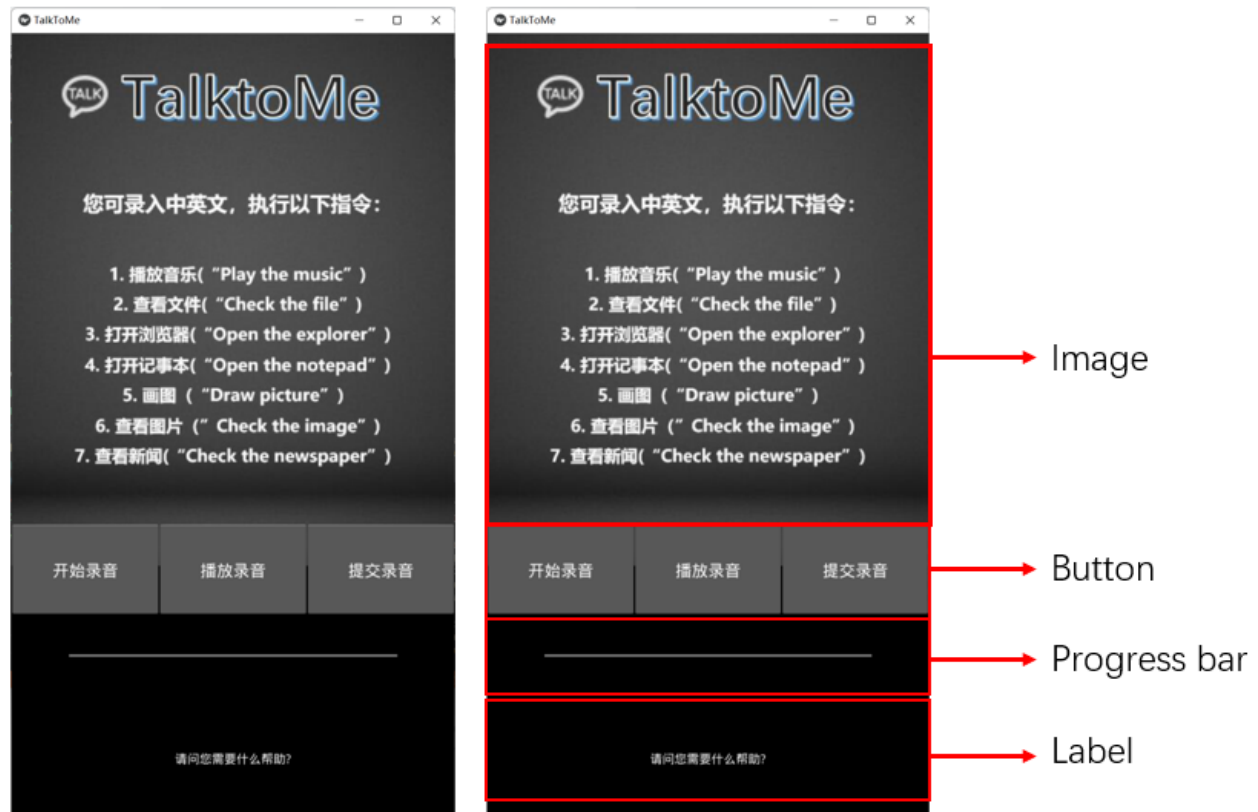 TalkToMe
TALK TalktoMe
您可录入中英文，执行以下指令：
1. 播放音乐(“Play the music”)
2. 查看文件(“Check the file”)
3. 打开浏览器(“Open the explorer”)
4. 打开记事本(“Open the notepad”)
5. 画图（“Draw picture”）
6. 查看图片（” Check the image”)
7. 查看新闻(“Check the newspaper”)
开始录音 播放录音 提交录音
请问您需要什么帮助?
TalkToMe
TALK TalktoMe
您可录入中英文，执行以下指令：
1. 播放音乐(“Play the music”)
2. 查看文件(“Check the file”)
3. 打开浏览器(“Open the explorer”)
4. 打开记事本(“Open the notepad”)
5. 画图（“Draw picture”）
6. 查看图片（” Check the image”)
7. 查看新闻(“Check the newspaper”)
开始录音 播放录音 提交录音
请问您需要什么帮助?
Image
Button
Progress bar
Label